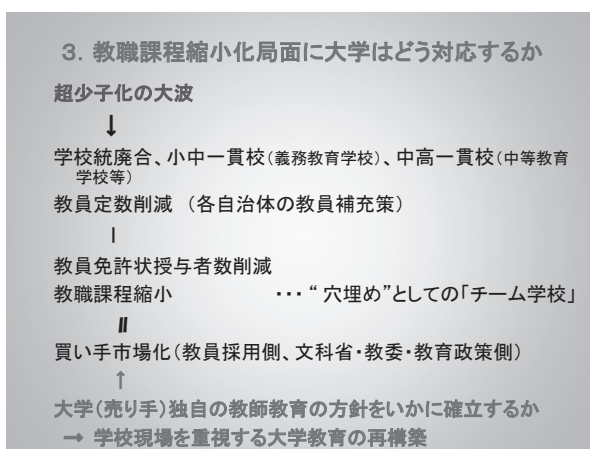 ３．教職課程縮小化局面に大学はどう対応するか
超少子化の大波
↓
学校統廃合、小中一貫校(義務教育学校)、中高一貫校(中等教育
学校等)
教員定数削減 （各自治体の教員補充策）
｜
教員免許状授与者数削減
教職課程縮小 ･･･ “ 穴埋め”としての｢チーム学校｣
॥
買い手市場化(教員採用側、文科省･教委･教育政策側）
↑
大学(売り手)独自の教師教育の方針をいかに確立するか
→ 学校現場を重視する大学教育の再構築